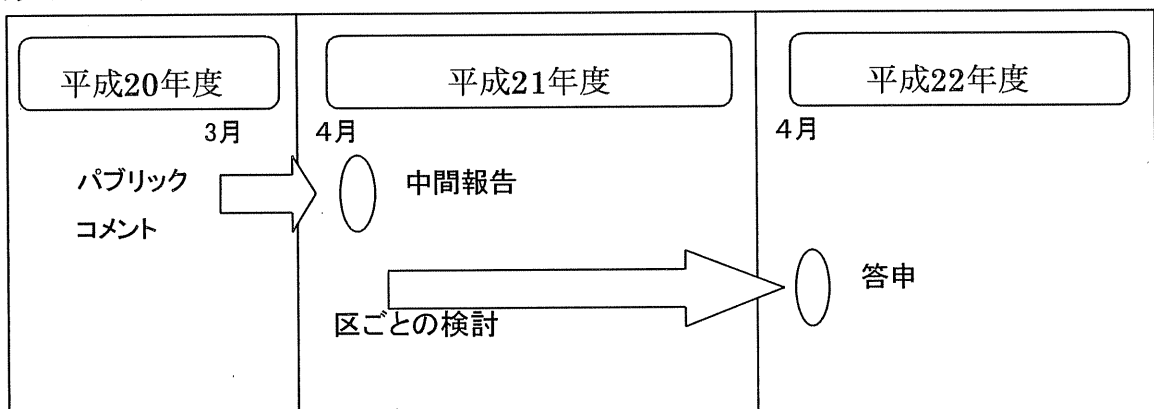 平成20年度
平成21年度
平成22年度
3月
4月
4月
パブリック
コメント
中間報告
答申
区ごとの検討